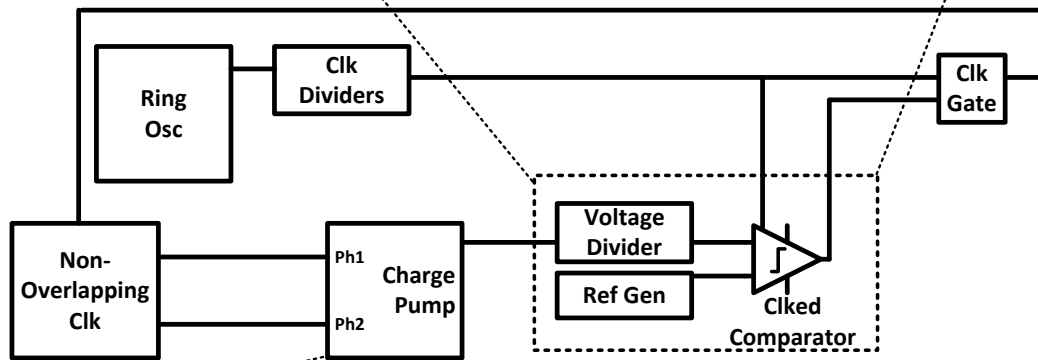 Ring
Osc
Clk
Dividers
Clk
Gate
Non-
Overlapping
Clk
Ph1
Ph2
Charge
Pump
Voltage
Divider
Ref Gen
Clked
Comparator